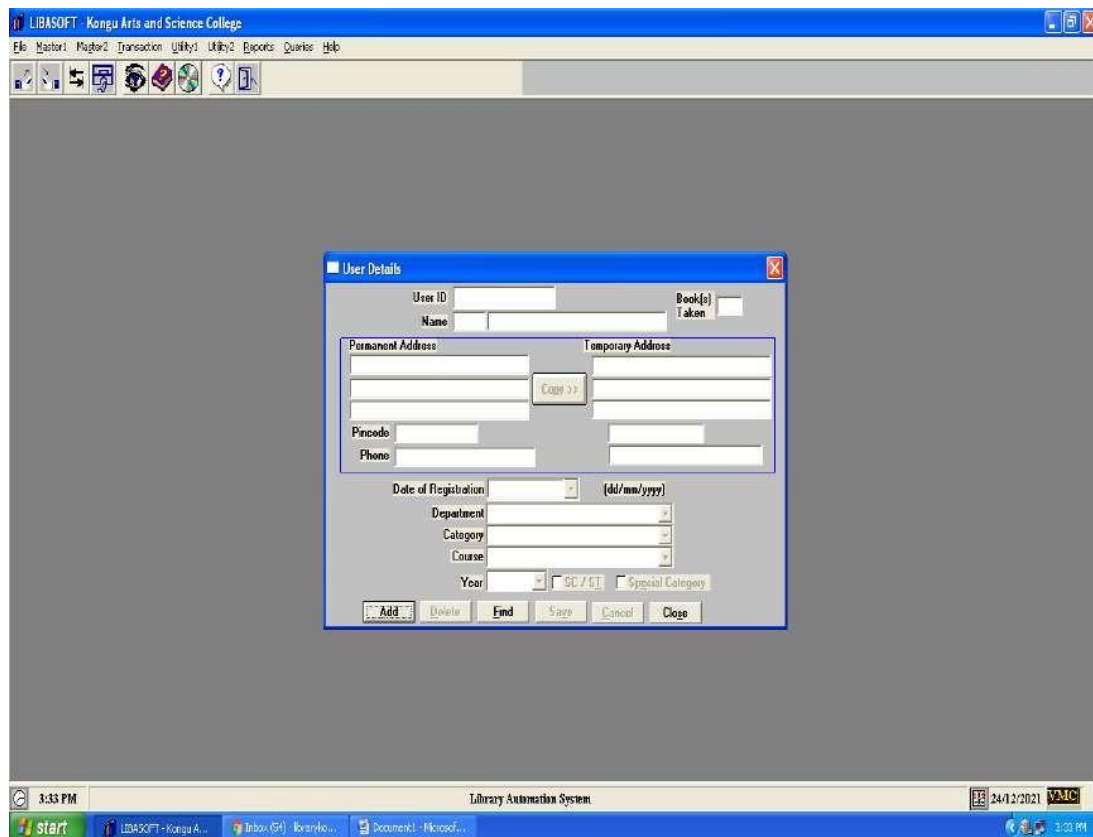 LIBASOFT - Kongu Arts and Science College
File Master1 Master2 Transaction Utility1 Utility2 Reports Queries Help
User Details
User ID
Book(s)
Taken
Name
Permanent Address Temporary Address
Copy >>
Pincode
Phone
Date of Registration [dd/mm/yyyy]
Department
Category
Course
Year SC / ST Special Category
Add Delete Find Save Cancel Close
3:33 PM Library Automation System 24/12/2021 VMC
start LIBASOFT - Kongu A... Inbox (54) - libraryko... Document1 - Microsof... 3:33 PM